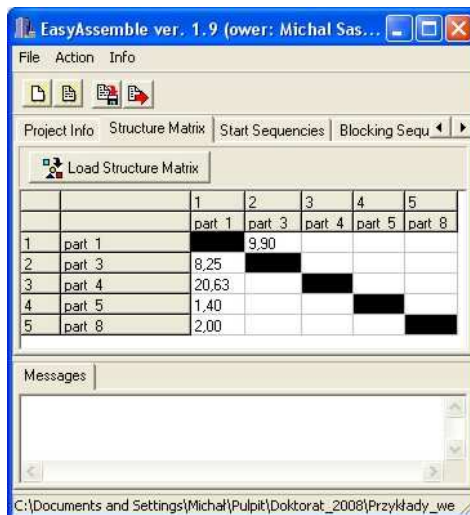 EasyAssemble ver. 1.9 (ower: Michal Sas...
File Action Info
Project Info Structure Matrix Start Sequencies Blocking Sequ
Load Structure Matrix
1 2 3 4 5
part 1 part 3 part 4 part 5 part 8
1 part 1 9,90
2 part 3 8,25
3 part 4 20,63
4 part 5 1,40
5 part 8 2,00
Messages
C:\Documents and Settings\Michał\Pulpit\Doktorat_2008\Przykłady_we